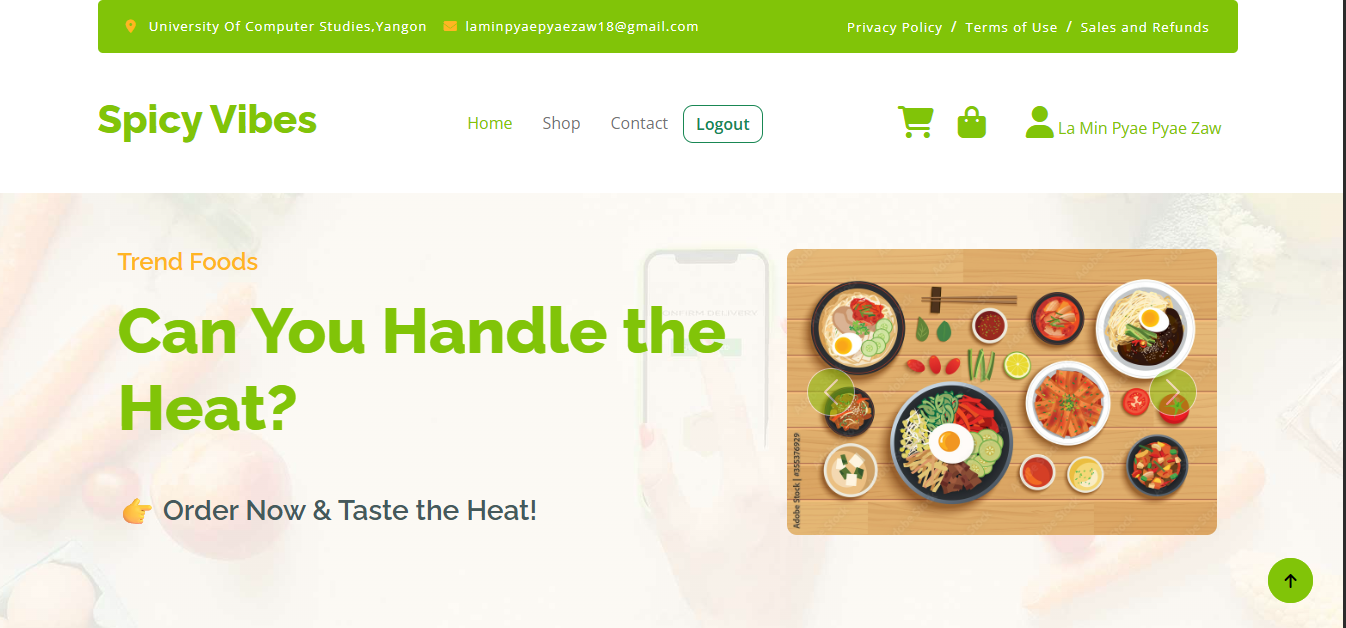 University Of Computer Studies,Yangon laminpyaepyaezaw18@gmail.com Privacy Policy / Terms of Use / Sales and Refunds
Spicy Vibes Home Shop Contact Logout La Min Pyae Pyae Zaw
Trend Foods
Can You Handle the
Heat?
👉 Order Now & Taste the Heat!
CONFIRM DELIVERY
Adobe Stock | #355376929